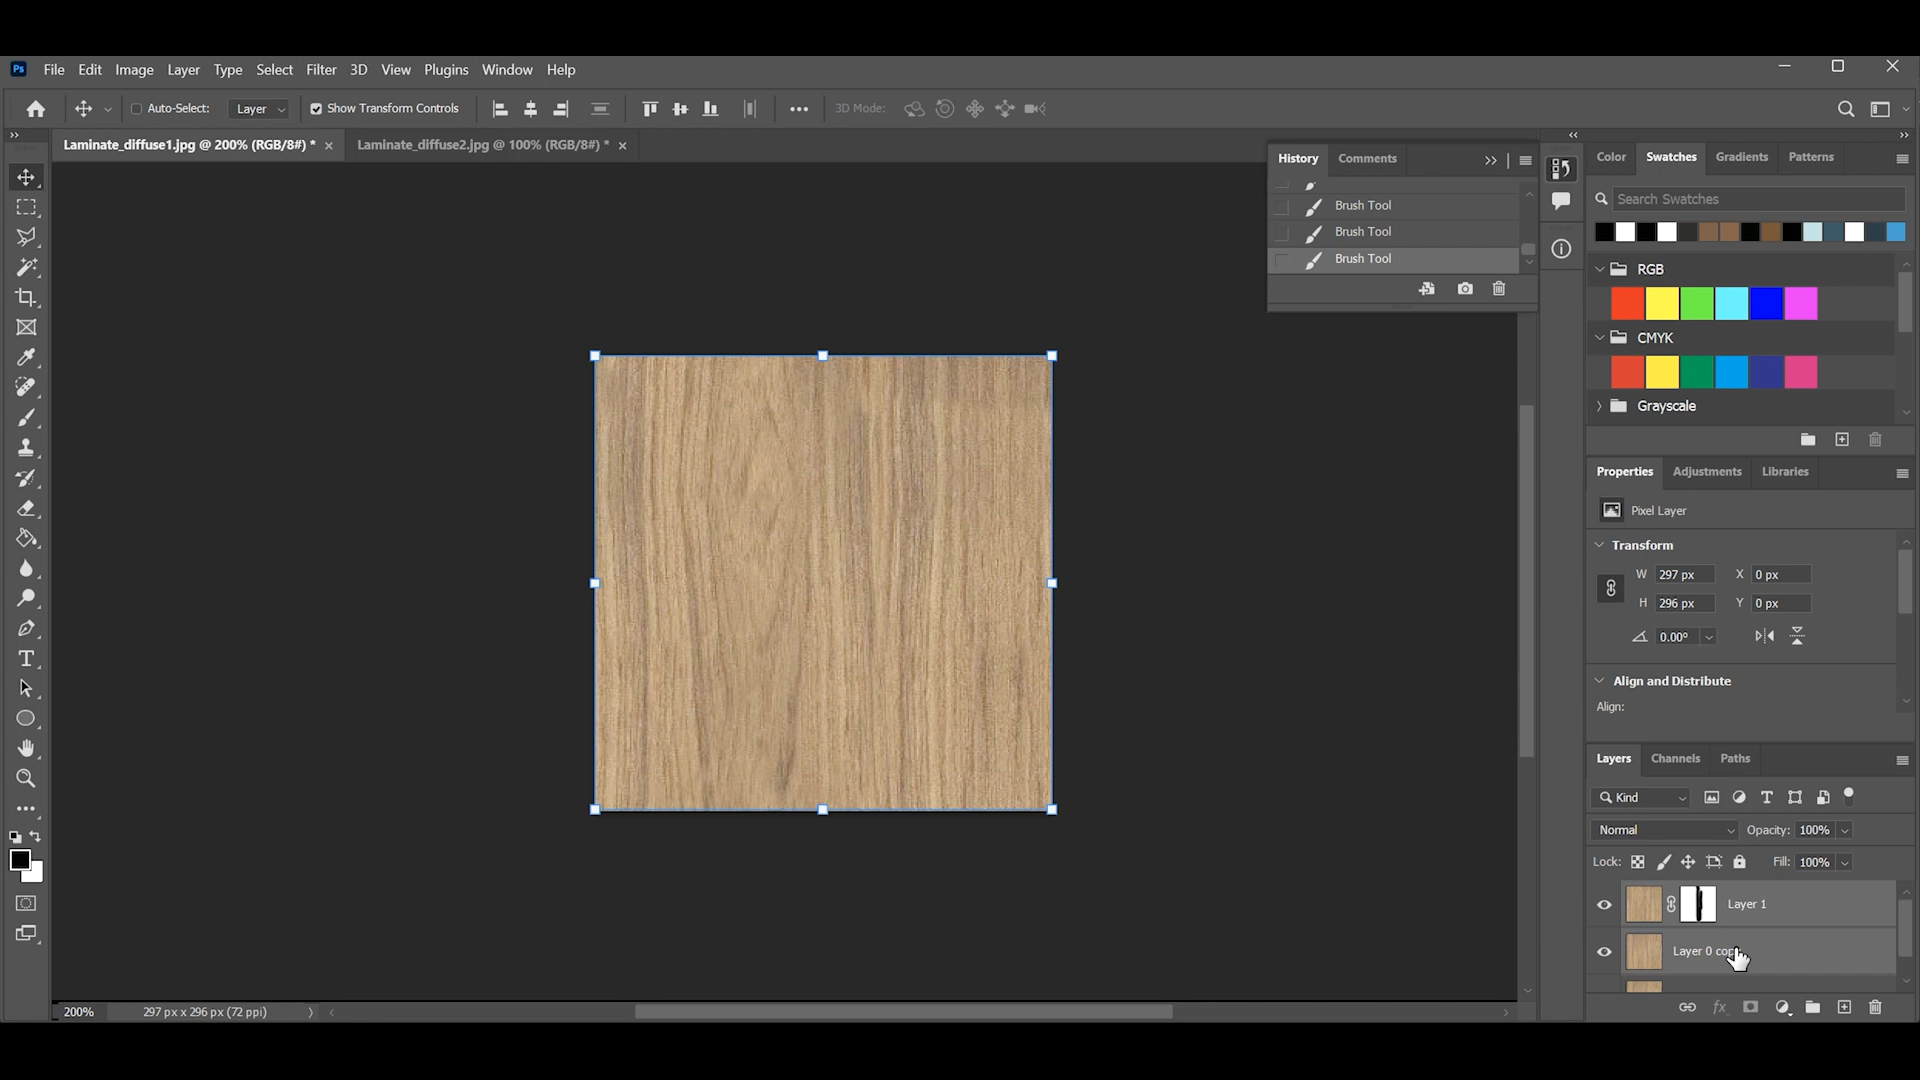 Ps File Edit Image Layer Type Select Filter 3D View Plugins Window Help
Auto-Select: Layer Show Transform Controls 3D Mode:
Laminate_diffuse1.jpg @ 200% (RGB/8#) * Laminate_diffuse2.jpg @ 100% (RGB/8#) *
History Comments
Brush Tool
Brush Tool
Brush Tool
Color Swatches Gradients Patterns
Search Swatches
RGB
CMYK
Grayscale
Properties Adjustments Libraries
Pixel Layer
Transform
W 297 px X 0 px
H 296 px Y 0 px
0.00°
Align and Distribute
Align:
Layers Channels Paths
Kind
Normal Opacity: 100%
Lock: Fill: 100%
Layer 1
Layer 0 cop
200% 297 px x 296 px (72 ppi)